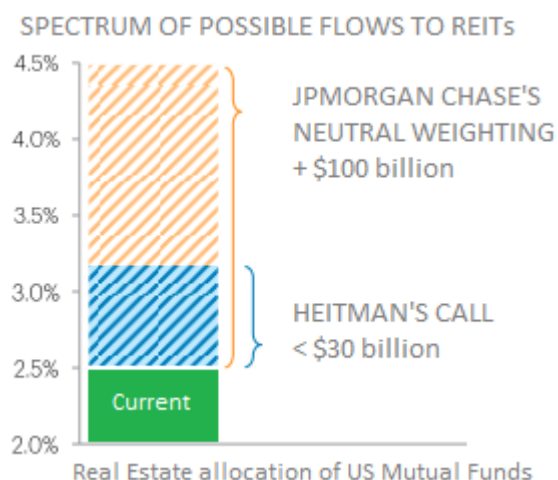 SPECTRUM OF POSSIBLE FLOWS TO REITs
4.5%
4.0%
3.5%
3.0%
2.5%
2.0%
JPMORGAN CHASE'S
NEUTRAL WEIGHTING
+ $100 billion
HEITMAN'S CALL
< $30 billion
Current
Real Estate allocation of US Mutual Funds